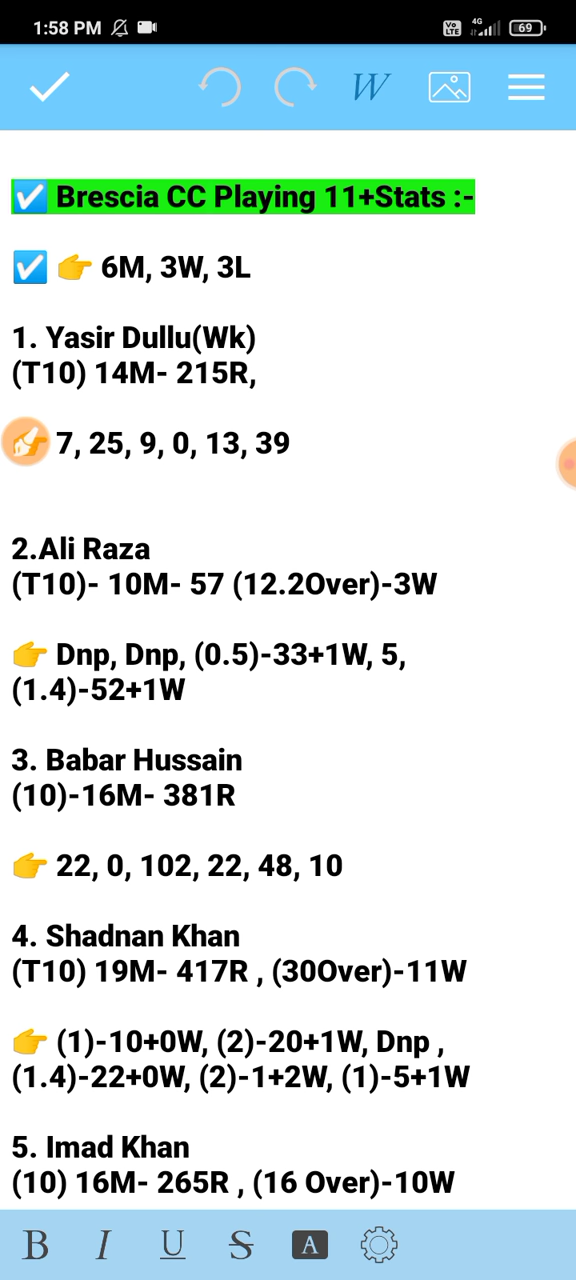 1:58 PM
Vo LTE 4G 69
W
✅ Brescia CC Playing 11+Stats :-
✅ 👉 6M, 3W, 3L
1. Yasir Dullu(Wk)
(T10) 14M- 215R,
👉 7, 25, 9, 0, 13, 39
2.Ali Raza
(T10)- 10M- 57 (12.2Over)-3W
👉 Dnp, Dnp, (0.5)-33+1W, 5,
(1.4)-52+1W
3. Babar Hussain
(10)-16M- 381R
👉 22, 0, 102, 22, 48, 10
4. Shadnan Khan
(T10) 19M- 417R , (30Over)-11W
👉 (1)-10+0W, (2)-20+1W, Dnp ,
(1.4)-22+0W, (2)-1+2W, (1)-5+1W
5. Imad Khan
(10) 16M- 265R , (16 Over)-10W
B I U S A